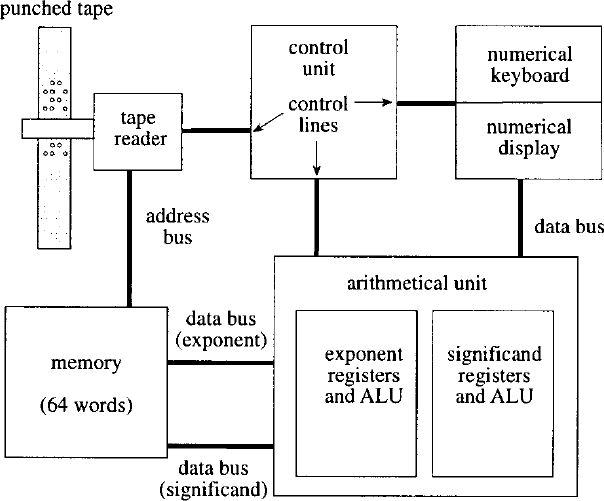 punched tape
tape
reader
control
unit
control
lines
numerical
keyboard
numerical
display
address
bus
data bus
arithmetical unit
data bus
(exponent)
memory
(64 words)
exponent
registers
and ALU
significand
registers
and ALU
data bus
(significand)